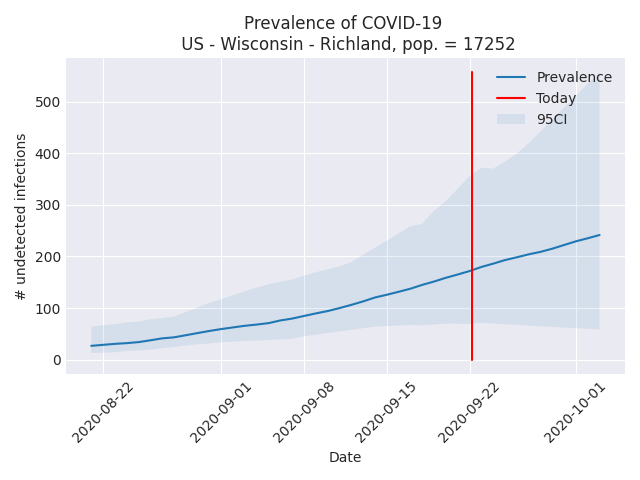 Prevalence of COVID-19
US - Wisconsin - Richland, pop. = 17252
# undetected infections
500
400
300
200
100
0
Prevalence
Today
95CI
2020-08-22
2020-09-01
2020-09-08
2020-09-15
2020-09-22
2020-10-01
Date